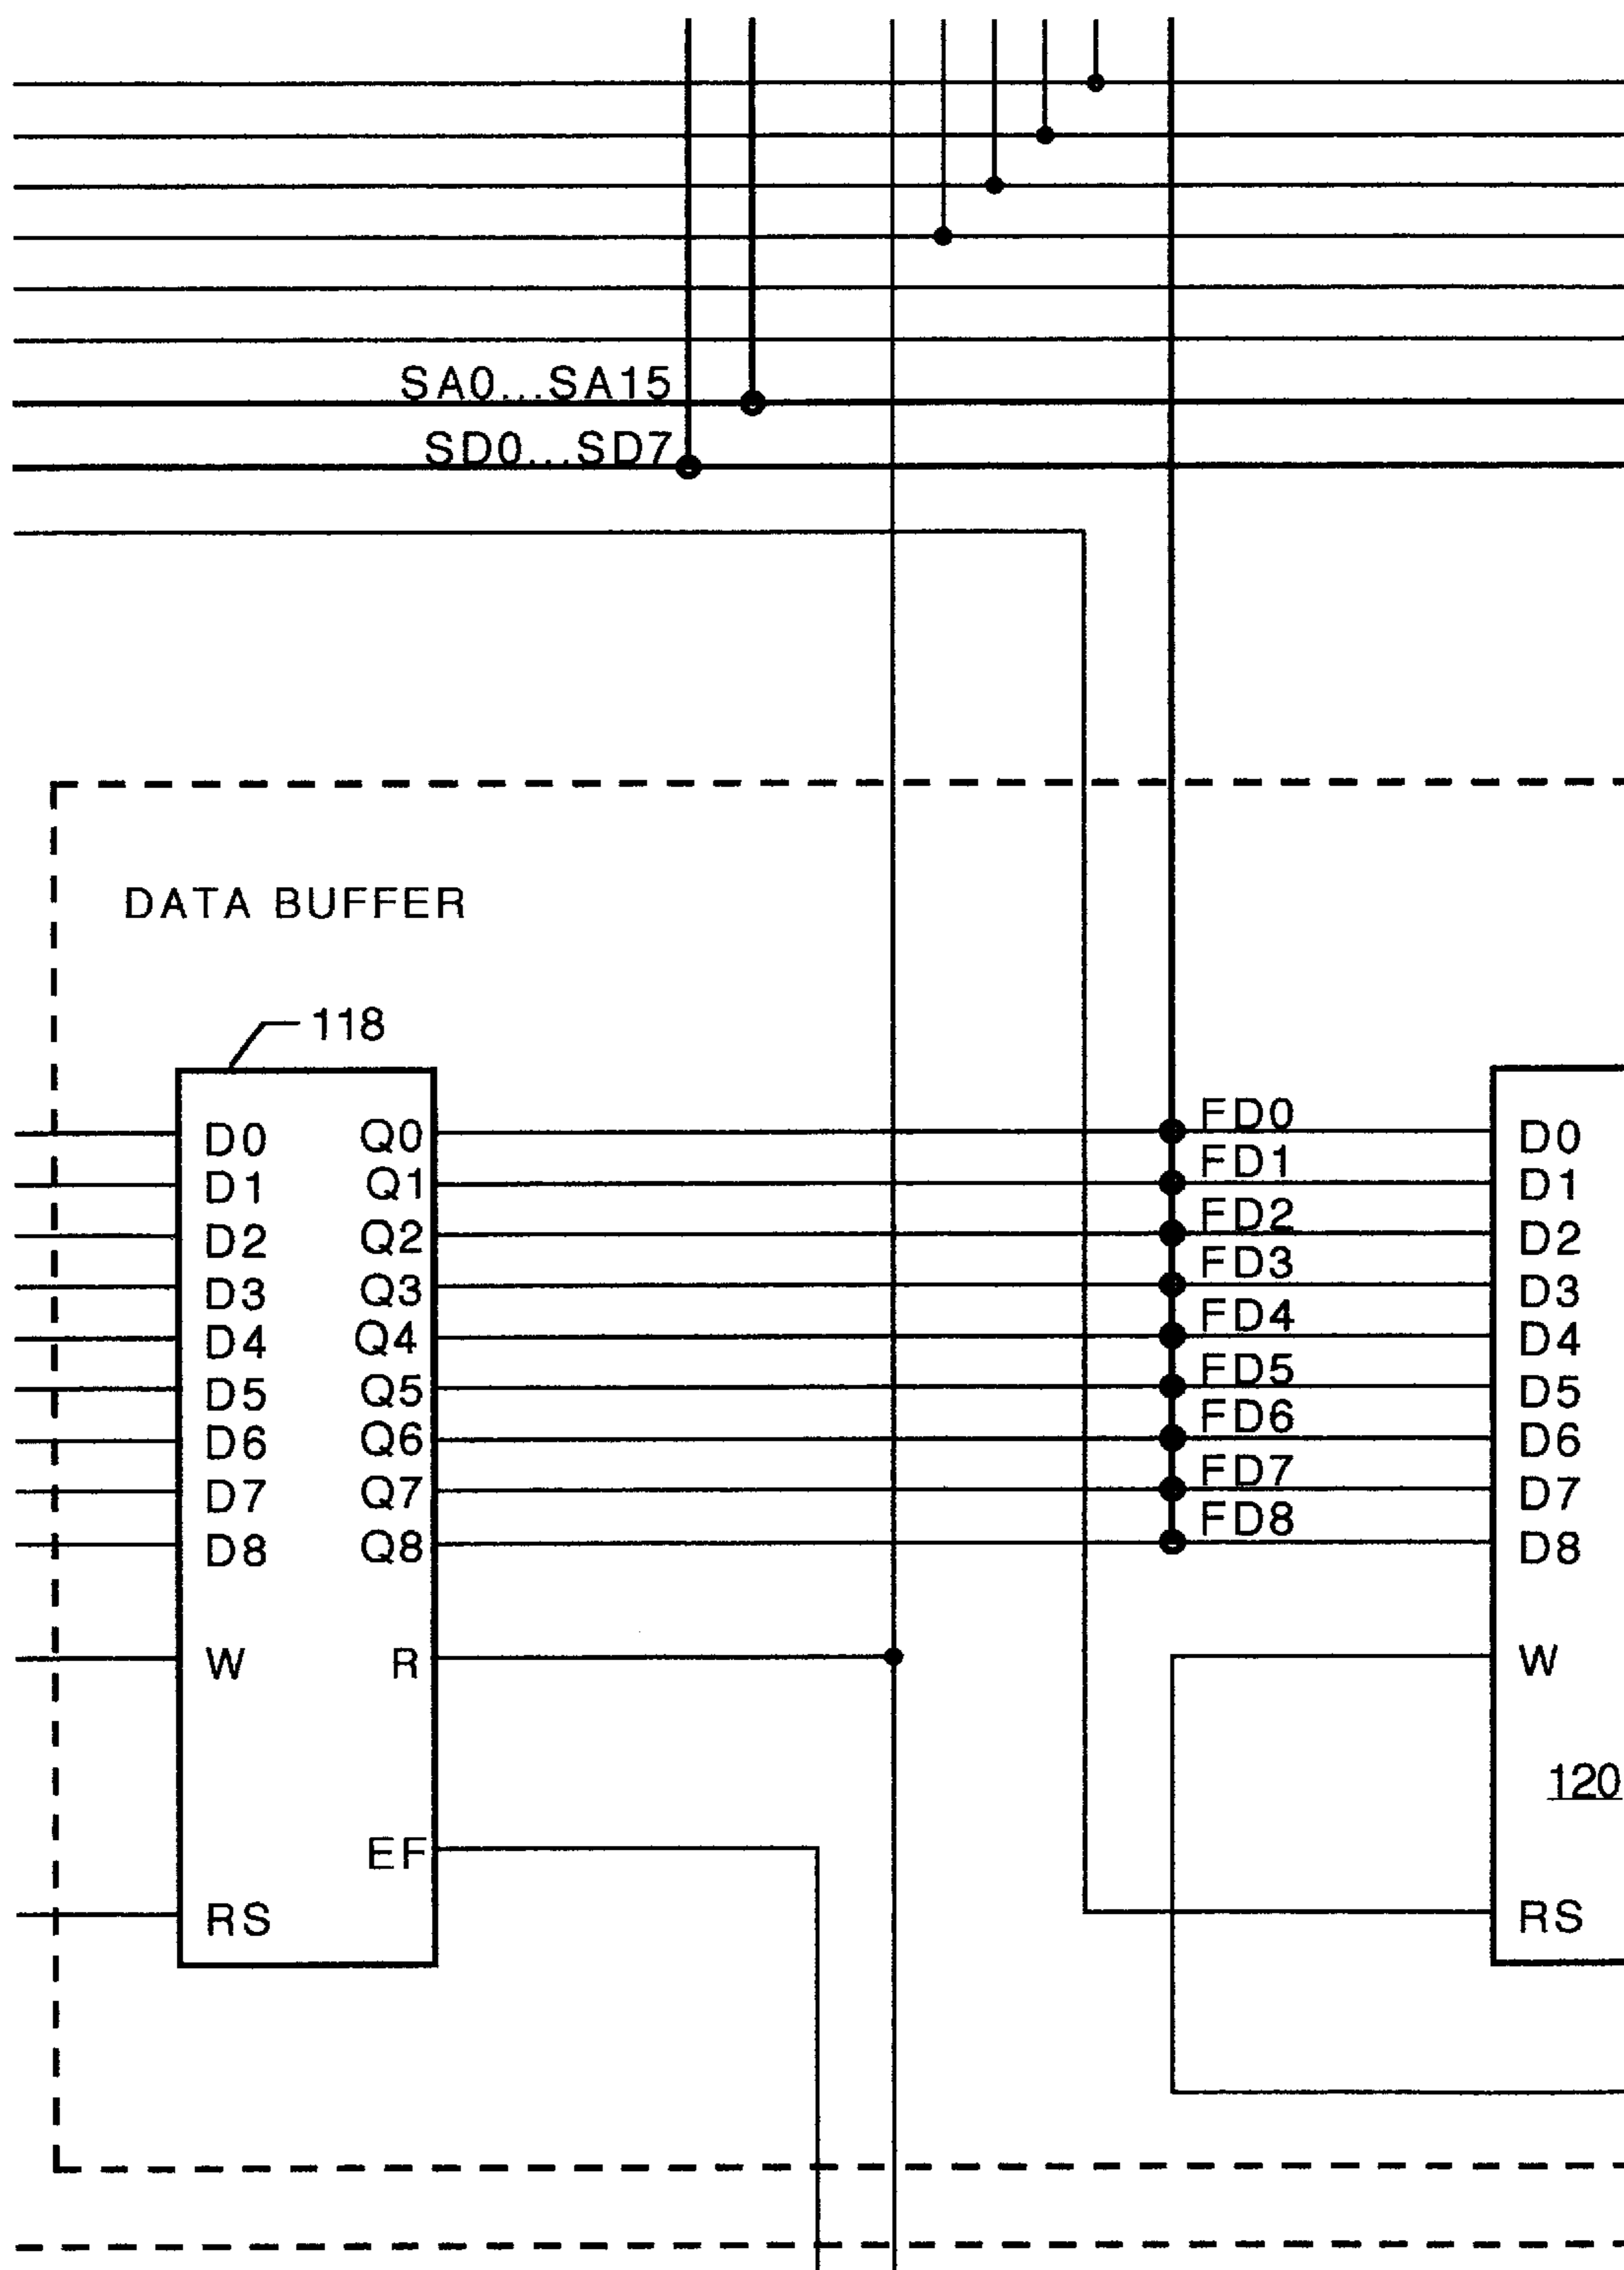 SA0...SA15
SD0...SD7
DATA BUFFER
118
D0 Q0 FD0 D0
D1 Q1 FD1 D1
D2 Q2 FD2 D2
D3 Q3 FD3 D3
D4 Q4 FD4 D4
D5 Q5 FD5 D5
D6 Q6 FD6 D6
D7 Q7 FD7 D7
D8 Q8 FD8 D8
W R W
120
EF
RS RS